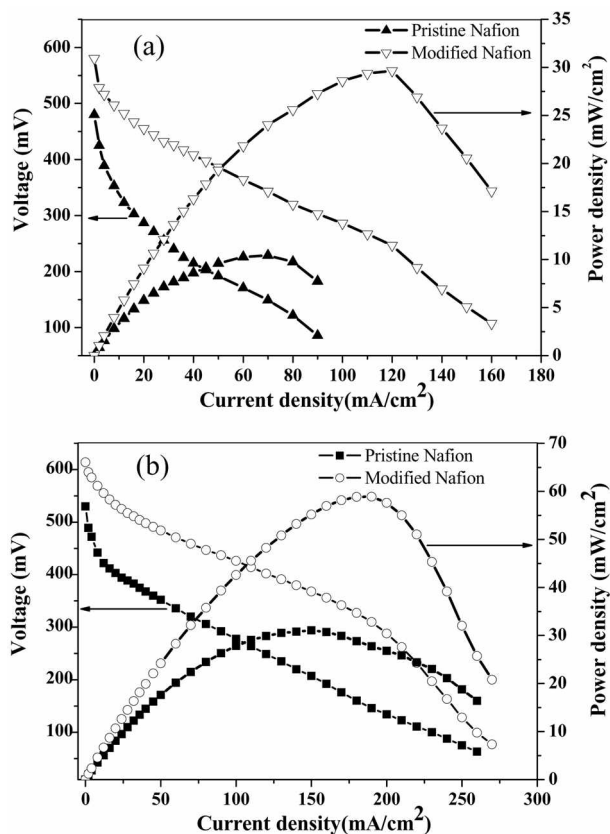 (a)
Pristine Nafion
Modified Nafion
Voltage (mV)
600
500
400
300
200
100
Power density (mW/cm²)
35
30
25
20
15
10
5
0
0 20 40 60 80 100 120 140 160 180
Current density(mA/cm²)
(b)
Pristine Nafion
Modified Nafion
Voltage (mV)
600
500
400
300
200
100
Power density (mW/cm²)
70
60
50
40
30
20
10
0
0 50 100 150 200 250 300
Current density(mA/cm²)